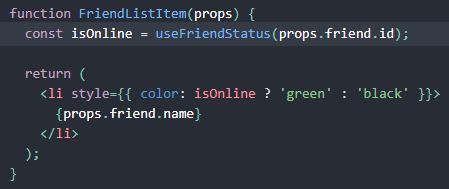 function FriendListItem(props) {
  const isOnline = useFriendStatus(props.friend.id);

  return (
    <li style={{ color: isOnline ? 'green' : 'black' }}>
      {props.friend.name}
    </li>
  );
}